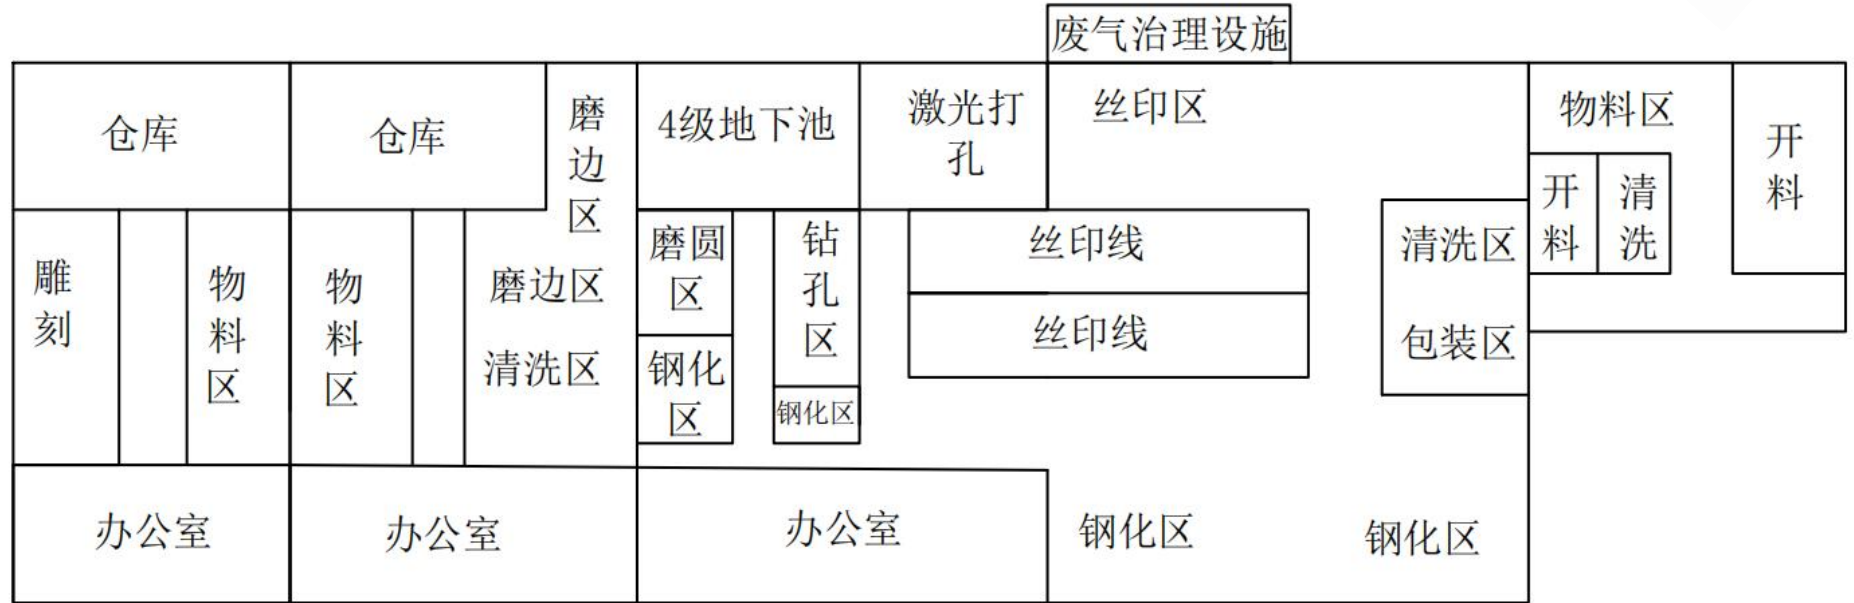 废气治理设施
仓库
仓库
磨
边
区
4级地下池
激光打
孔
丝印区
物料区
开
料
开
料
清
洗
雕
刻
物
料
区
物
料
区
磨边区
清洗区
磨圆
区
钢化
区
钻
孔
区
钢化区
丝印线
丝印线
清洗区
包装区
办公室
办公室
办公室
钢化区
钢化区